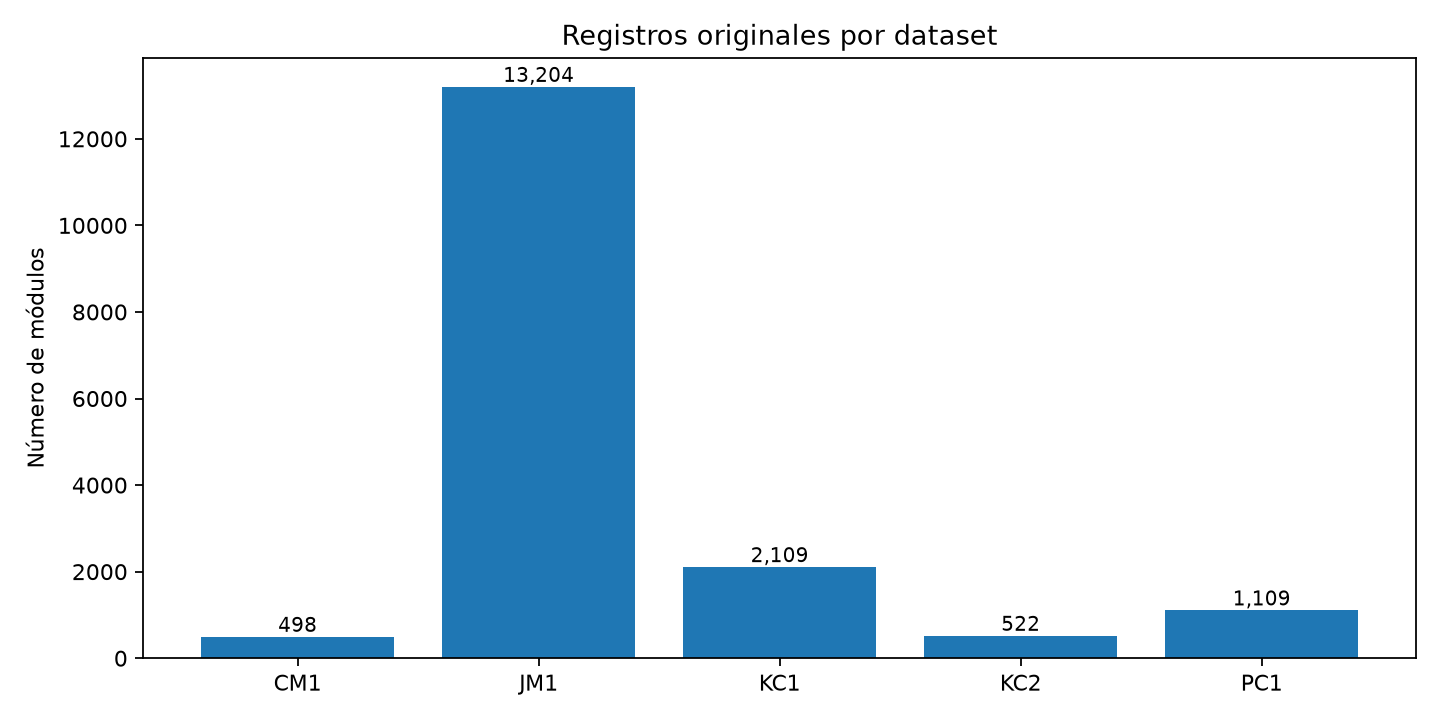 Registros originales por dataset
Número de módulos
12000
10000
8000
6000
4000
2000
0
498
13,204
2,109
522
1,109
CM1
JM1
KC1
KC2
PC1